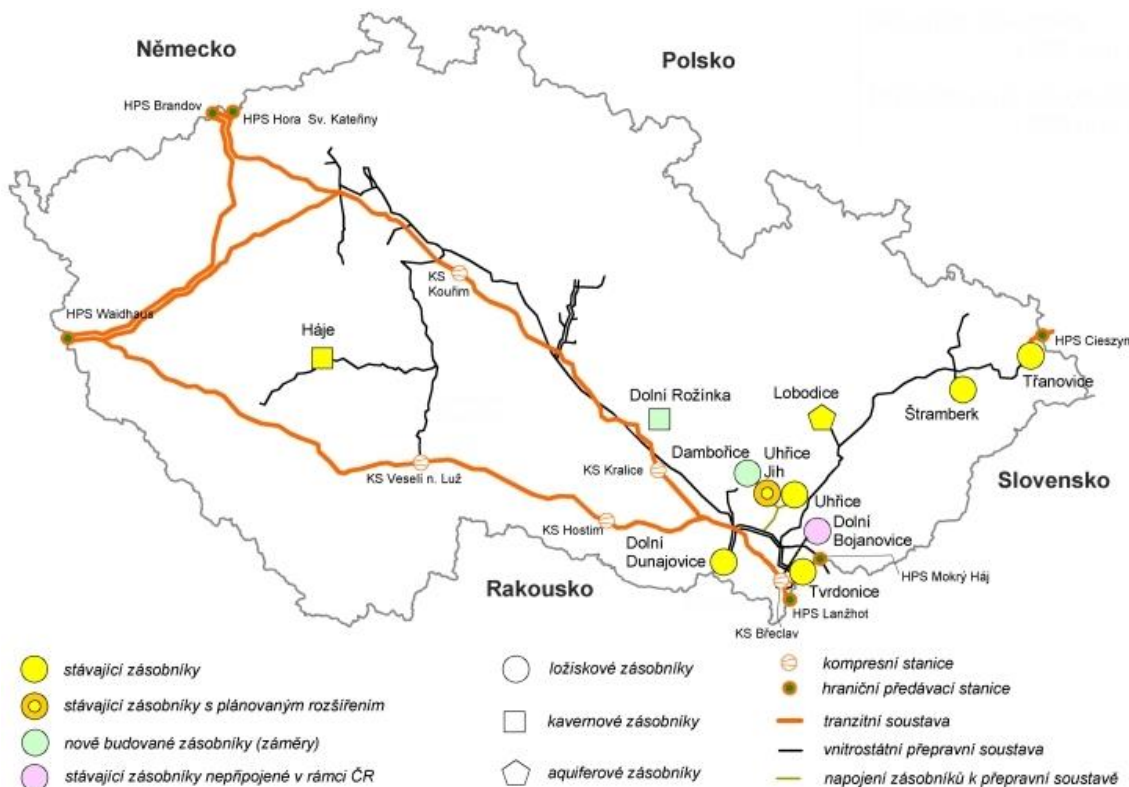 Německo
Polsko
HPS Brandov
HPS Hora Sv. Kateřiny
KS
Kouřim
HPS Waidhaus
Háje
HPS Cieszyn
Třanovide
Dolní Rožínka
Lobodice
Štramberk
Dambořice
Uhřice
Jih
KS Kralice
Slovensko
KS Veselí n. Luž
Uhřice
KS Hostim
Dolní
Bojanovice
Dolní
Dunajovice
HPS Mokrý Háj
Rakousko
Tvrdonice
HPS Lanžhot
KS Břeclav
stávající zásobníky
stávající zásobníky s plánovaným rozšířením
nově budované zásobníky (záměry)
stávající zásobníky nepřipojené v rámci ČR
ložiskové zásobníky
kavernové zásobníky
aquiferové zásobníky
kompresní stanice
hraniční předávací stanice
tranzitní soustava
vnitrostátní přepravní soustava
napojení zásobníků k přepravní soustavě